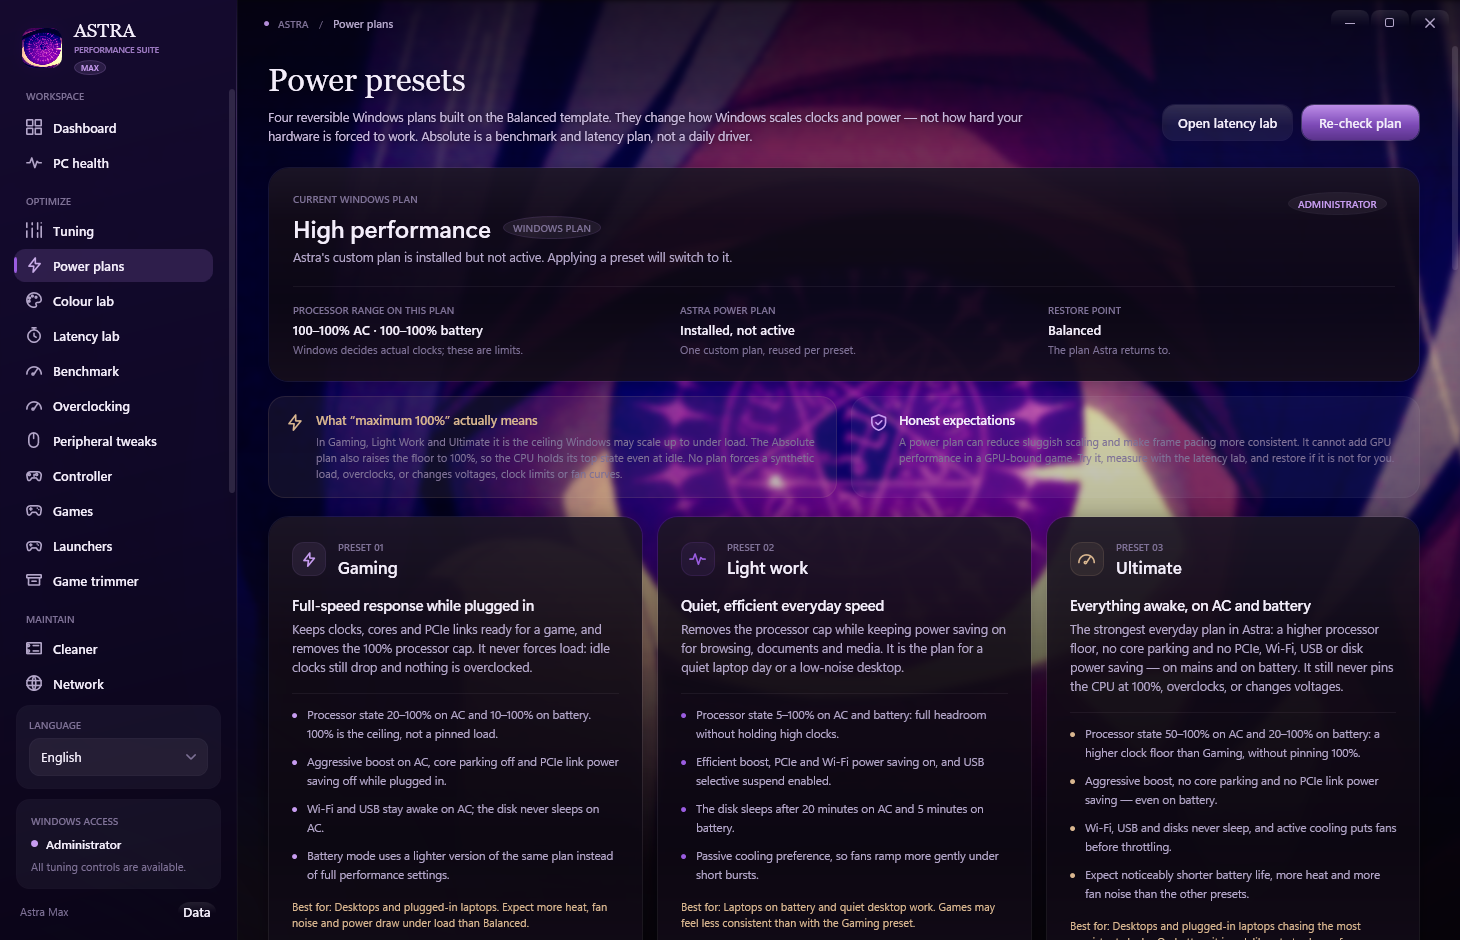 ASTRA
PERFORMANCE SUITE
MAX
WORKSPACE
Dashboard
PC health
OPTIMIZE
Tuning
Power plans
Colour lab
Latency lab
Benchmark
Overclocking
Peripheral tweaks
Controller
Games
Launchers
Game trimmer
MAINTAIN
Cleaner
Network
LANGUAGE
English
WINDOWS ACCESS
Administrator
All tuning controls are available.
Astra Max
Data
ASTRA / Power plans
Power presets
Four reversible Windows plans built on the Balanced template. They change how Windows scales clocks and power — not how hard your
hardware is forced to work. Absolute is a benchmark and latency plan, not a daily driver.
Open latency lab
Re-check plan
CURRENT WINDOWS PLAN
ADMINISTRATOR
High performance
WINDOWS PLAN
Astra's custom plan is installed but not active. Applying a preset will switch to it.
PROCESSOR RANGE ON THIS PLAN
100–100% AC · 100–100% battery
Windows decides actual clocks; these are limits.
ASTRA POWER PLAN
Installed, not active
One custom plan, reused per preset.
RESTORE POINT
Balanced
The plan Astra returns to.
What “maximum 100%” actually means
In Gaming, Light Work and Ultimate it is the ceiling Windows may scale up to under load. The Absolute
plan also raises the floor to 100%, so the CPU holds its top state even at idle. No plan forces a synthetic
load, overclocks, or changes voltages, clock limits or fan curves.
Honest expectations
A power plan can reduce sluggish scaling and make frame pacing more consistent. It cannot add GPU
performance in a GPU-bound game. Try it, measure with the latency lab, and restore if it is not for you.
PRESET 01
Gaming
Full-speed response while plugged in
Keeps clocks, cores and PCIe links ready for a game, and
removes the 100% processor cap. It never forces load: idle
clocks still drop and nothing is overclocked.
Processor state 20–100% on AC and 10–100% on battery.
100% is the ceiling, not a pinned load.
Aggressive boost on AC, core parking off and PCIe link power
saving off while plugged in.
Wi-Fi and USB stay awake on AC; the disk never sleeps on
AC.
Battery mode uses a lighter version of the same plan instead
of full performance settings.
Best for: Desktops and plugged-in laptops. Expect more heat, fan
noise and power draw under load than Balanced.
PRESET 02
Light work
Quiet, efficient everyday speed
Removes the processor cap while keeping power saving on
for browsing, documents and media. It is the plan for a
quiet laptop day or a low-noise desktop.
Processor state 5–100% on AC and battery: full headroom
without holding high clocks.
Efficient boost, PCIe and Wi-Fi power saving on, and USB
selective suspend enabled.
The disk sleeps after 20 minutes on AC and 5 minutes on
battery.
Passive cooling preference, so fans ramp more gently under
short bursts.
Best for: Laptops on battery and quiet desktop work. Games may
feel less consistent than with the Gaming preset.
PRESET 03
Ultimate
Everything awake, on AC and battery
The strongest everyday plan in Astra: a higher processor
floor, no core parking and no PCIe, Wi-Fi, USB or disk
power saving — on mains and on battery. It still never pins
the CPU at 100%, overclocks, or changes voltages.
Processor state 50–100% on AC and 20–100% on battery: a
higher clock floor than Gaming, without pinning 100%.
Aggressive boost, no core parking and no PCIe link power
saving — even on battery.
Wi-Fi, USB and disks never sleep, and active cooling puts fans
before throttling.
Expect noticeably shorter battery life, more heat and more
fan noise than the other presets.
Best for: Desktops and plugged-in laptops chasing the most